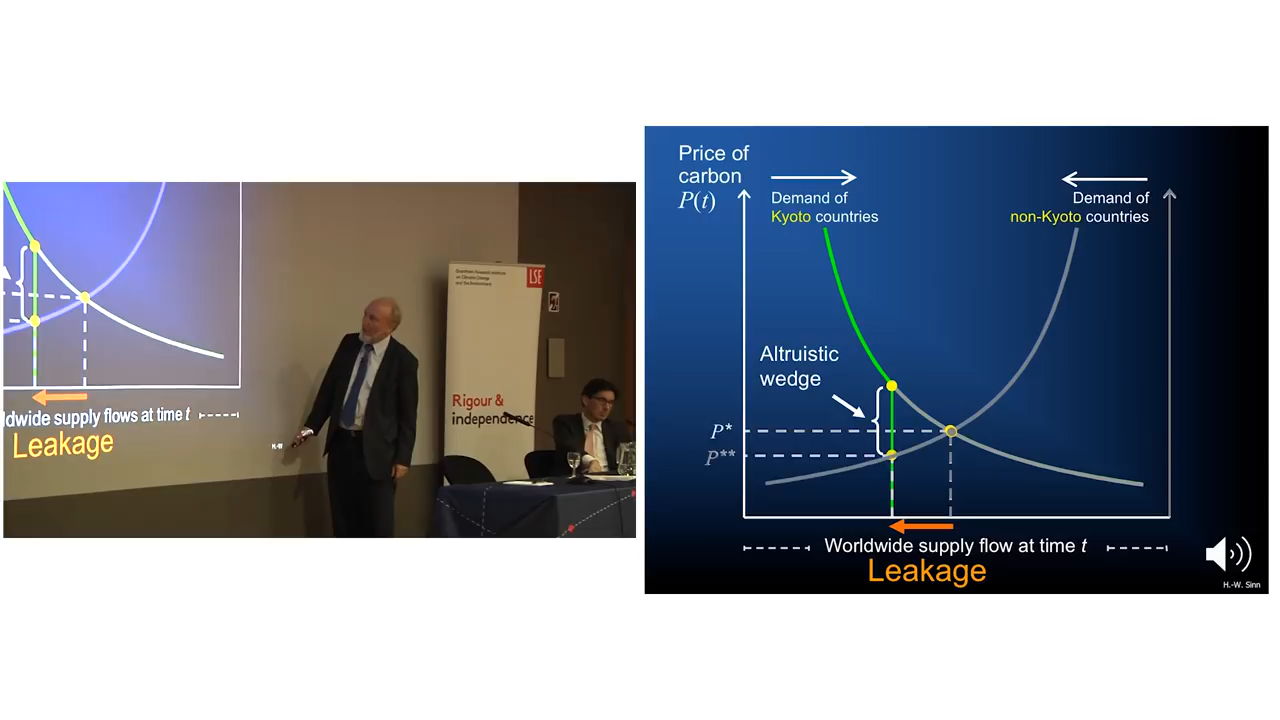 ldwide supply flows at time t
Leakage
H.-W
LSE
Rigour &
independence
Price of
carbon
P(t)
Demand of
Kyoto countries
Demand of
non-Kyoto countries
Altruistic
wedge
P*
P**
Worldwide supply flow at time t
Leakage
H.-W. Sinn